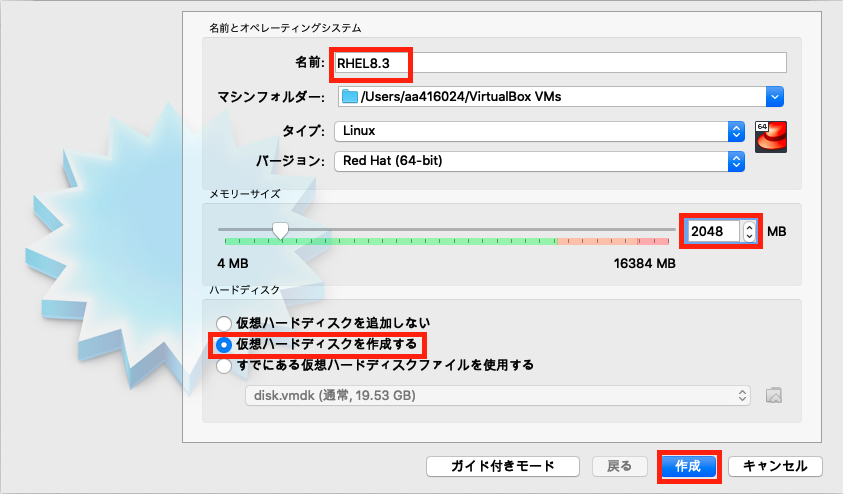 名前とオペレーティングシステム
名前: RHEL8.3
マシンフォルダー: /Users/aa416024/VirtualBox VMs
タイプ: Linux
64
バージョン: Red Hat (64-bit)
メモリーサイズ
2048 MB
4 MB 16384 MB
ハードディスク
仮想ハードディスクを追加しない
仮想ハードディスクを作成する
すでにある仮想ハードディスクファイルを使用する
disk.vmdk (通常, 19.53 GB)
ガイド付きモード 戻る 作成 キャンセル